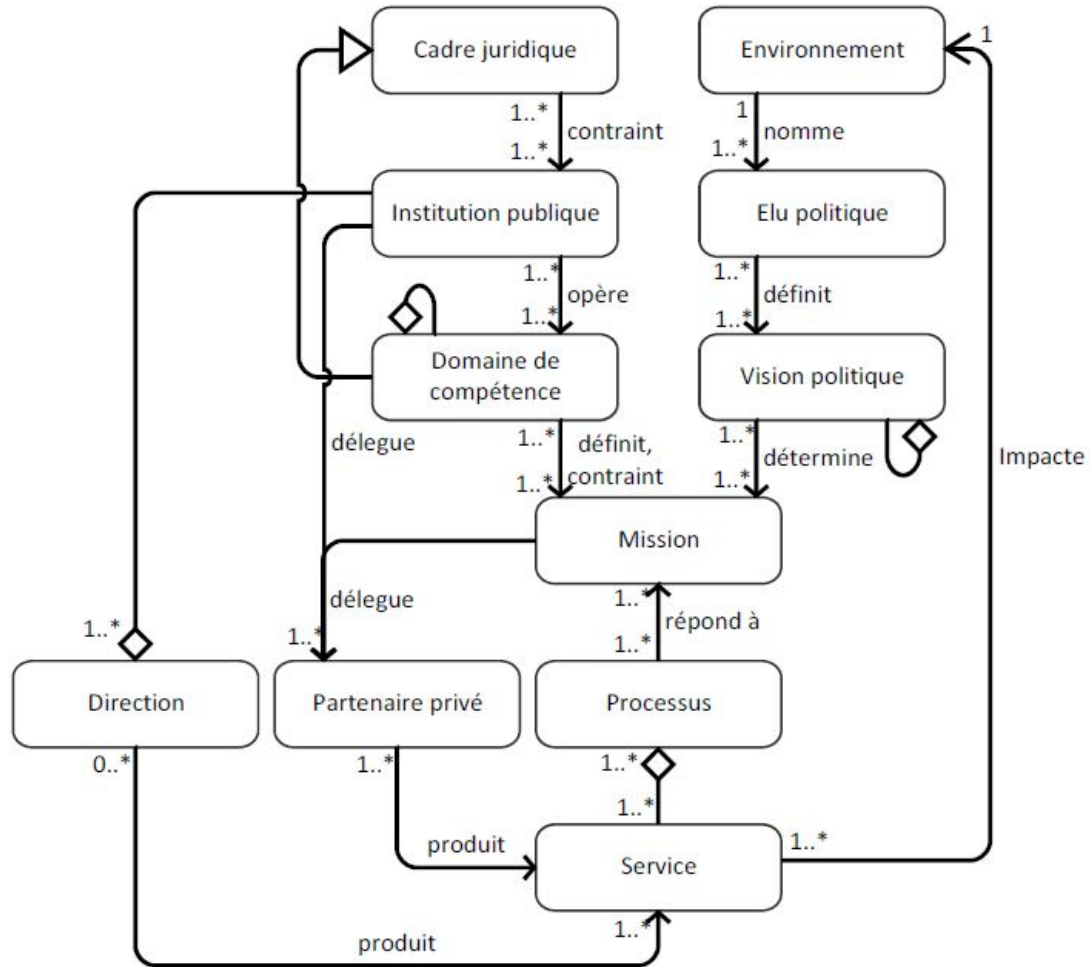 Cadre juridique
Environnement
1
1..*
contraint
1..*
1
nomme
1..*
Institution publique
Elu politique
1..*
opère
1..*
1..*
définit
1..*
Domaine de
compétence
Vision politique
délegue
1..*
définit,
contraint
1..*
1..*
détermine
1..*
Impacte
Mission
délegue
1..*
répond à
1..*
1..*
1..*
Direction
Partenaire privé
Processus
0..*
1..*
1..*
1..*
produit
Service
1..*
1..*
produit